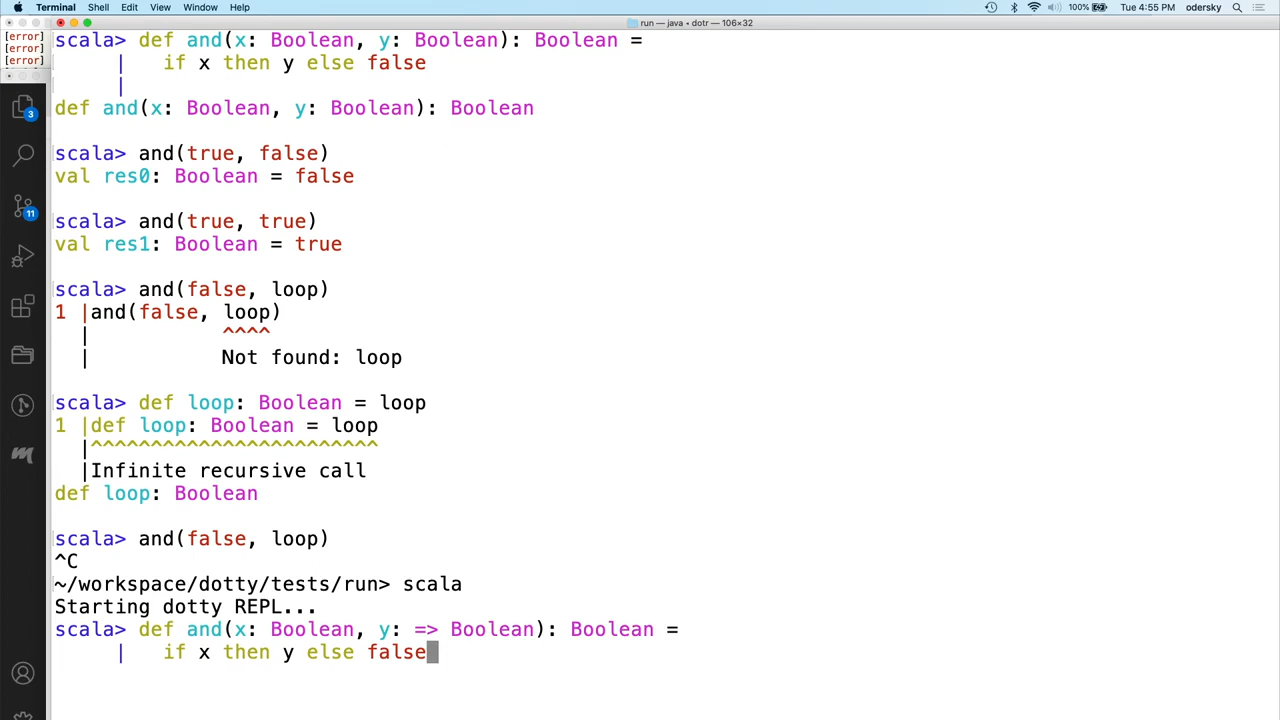 Terminal Shell Edit View Window Help 100% Tue 4:55 PM odersky
run — java ◂ dotr — 106×32
[error]
[error]
[error]
scala> def and(x: Boolean, y: Boolean): Boolean =
| if x then y else false
|
def and(x: Boolean, y: Boolean): Boolean
scala> and(true, false)
val res0: Boolean = false
scala> and(true, true)
val res1: Boolean = true
scala> and(false, loop)
1 |and(false, loop)
| ^^^^
| Not found: loop
scala> def loop: Boolean = loop
1 |def loop: Boolean = loop
|^^^^^^^^^^^^^^^^^^^^^^^^
|Infinite recursive call
def loop: Boolean
scala> and(false, loop)
^C
~/workspace/dotty/tests/run> scala
Starting dotty REPL...
scala> def and(x: Boolean, y: => Boolean): Boolean =
| if x then y else false
3
11